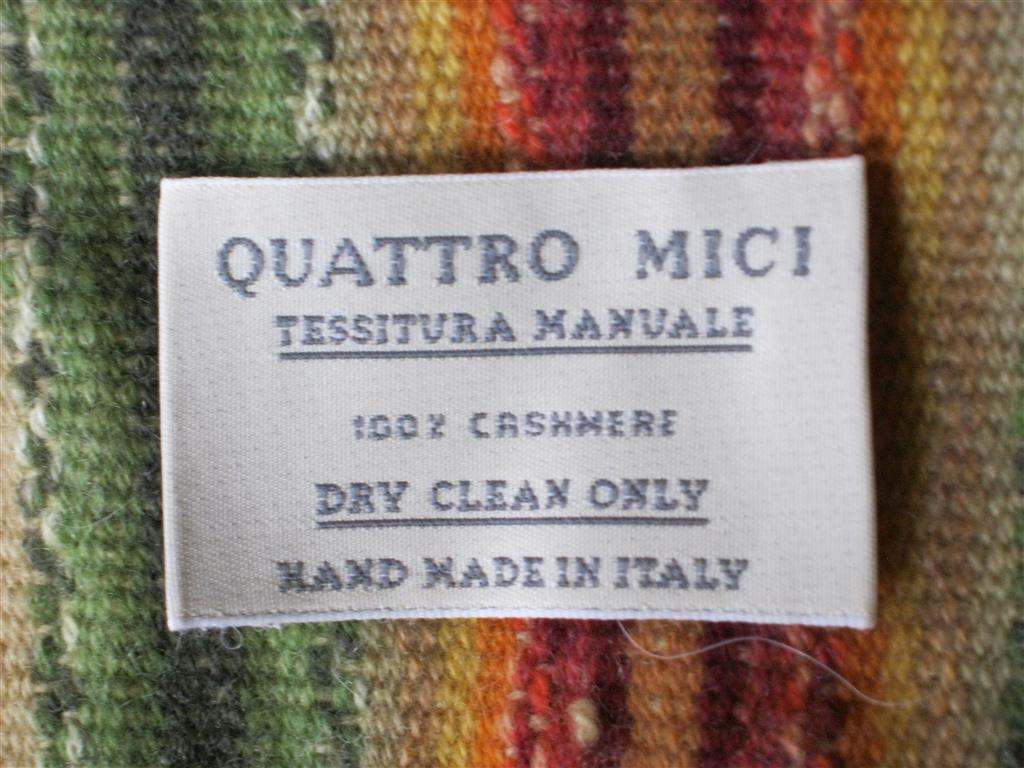 QUATTRO MICI
TESSITURA MANUALE
100% CASHMERE
DRY CLEAN ONLY
HAND MADE IN ITALY